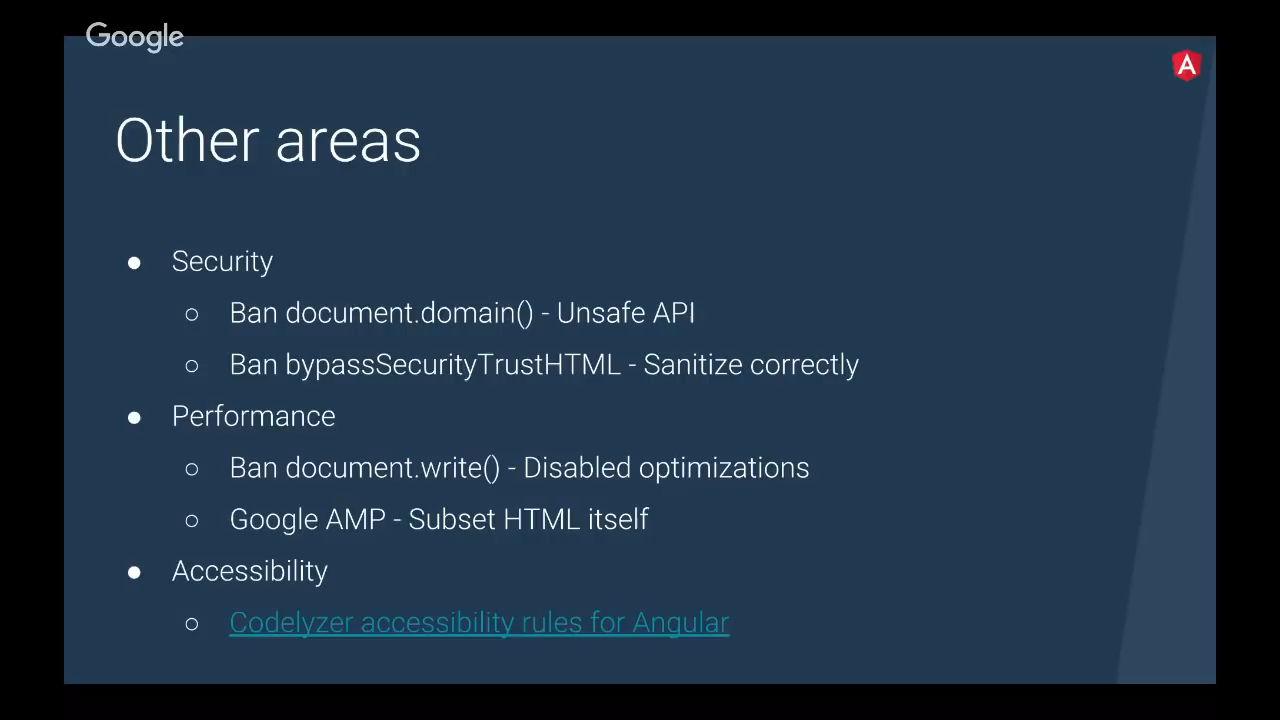 Google
A
Other areas
● Security
○ Ban document.domain() - Unsafe API
○ Ban bypassSecurityTrustHTML - Sanitize correctly
● Performance
○ Ban document.write() - Disabled optimizations
○ Google AMP - Subset HTML itself
● Accessibility
○ Codelyzer accessibility rules for Angular